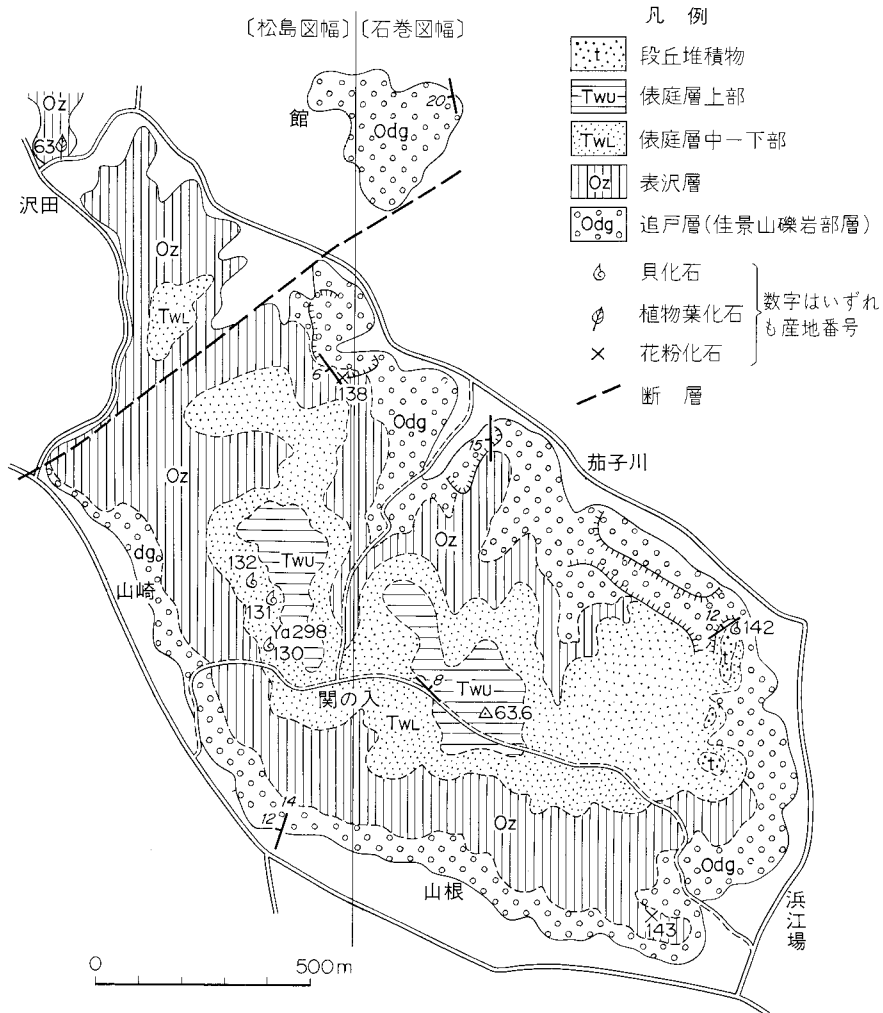 〔松島図幅〕〔石巻図幅〕
凡 例
t 段丘堆積物
Twu 俵庭層上部
TwL 俵庭層中−下部
Oz 表沢層
Odg 追戸層(佳景山礫岩部層)
貝化石
植物葉化石
花粉化石
数字はいずれ
も産地番号
断 層
Oz
63
沢田
館
20
Odg
Oz
TwL
6
138
Odg
15
茄子川
Oz
Oz
dg
山崎
132
131
Ya298
130
Twu
関の入
8
Twu
63.6
TwL
12
142
t
t
14
12
Oz
山根
Odg
143
浜江場
0 500m